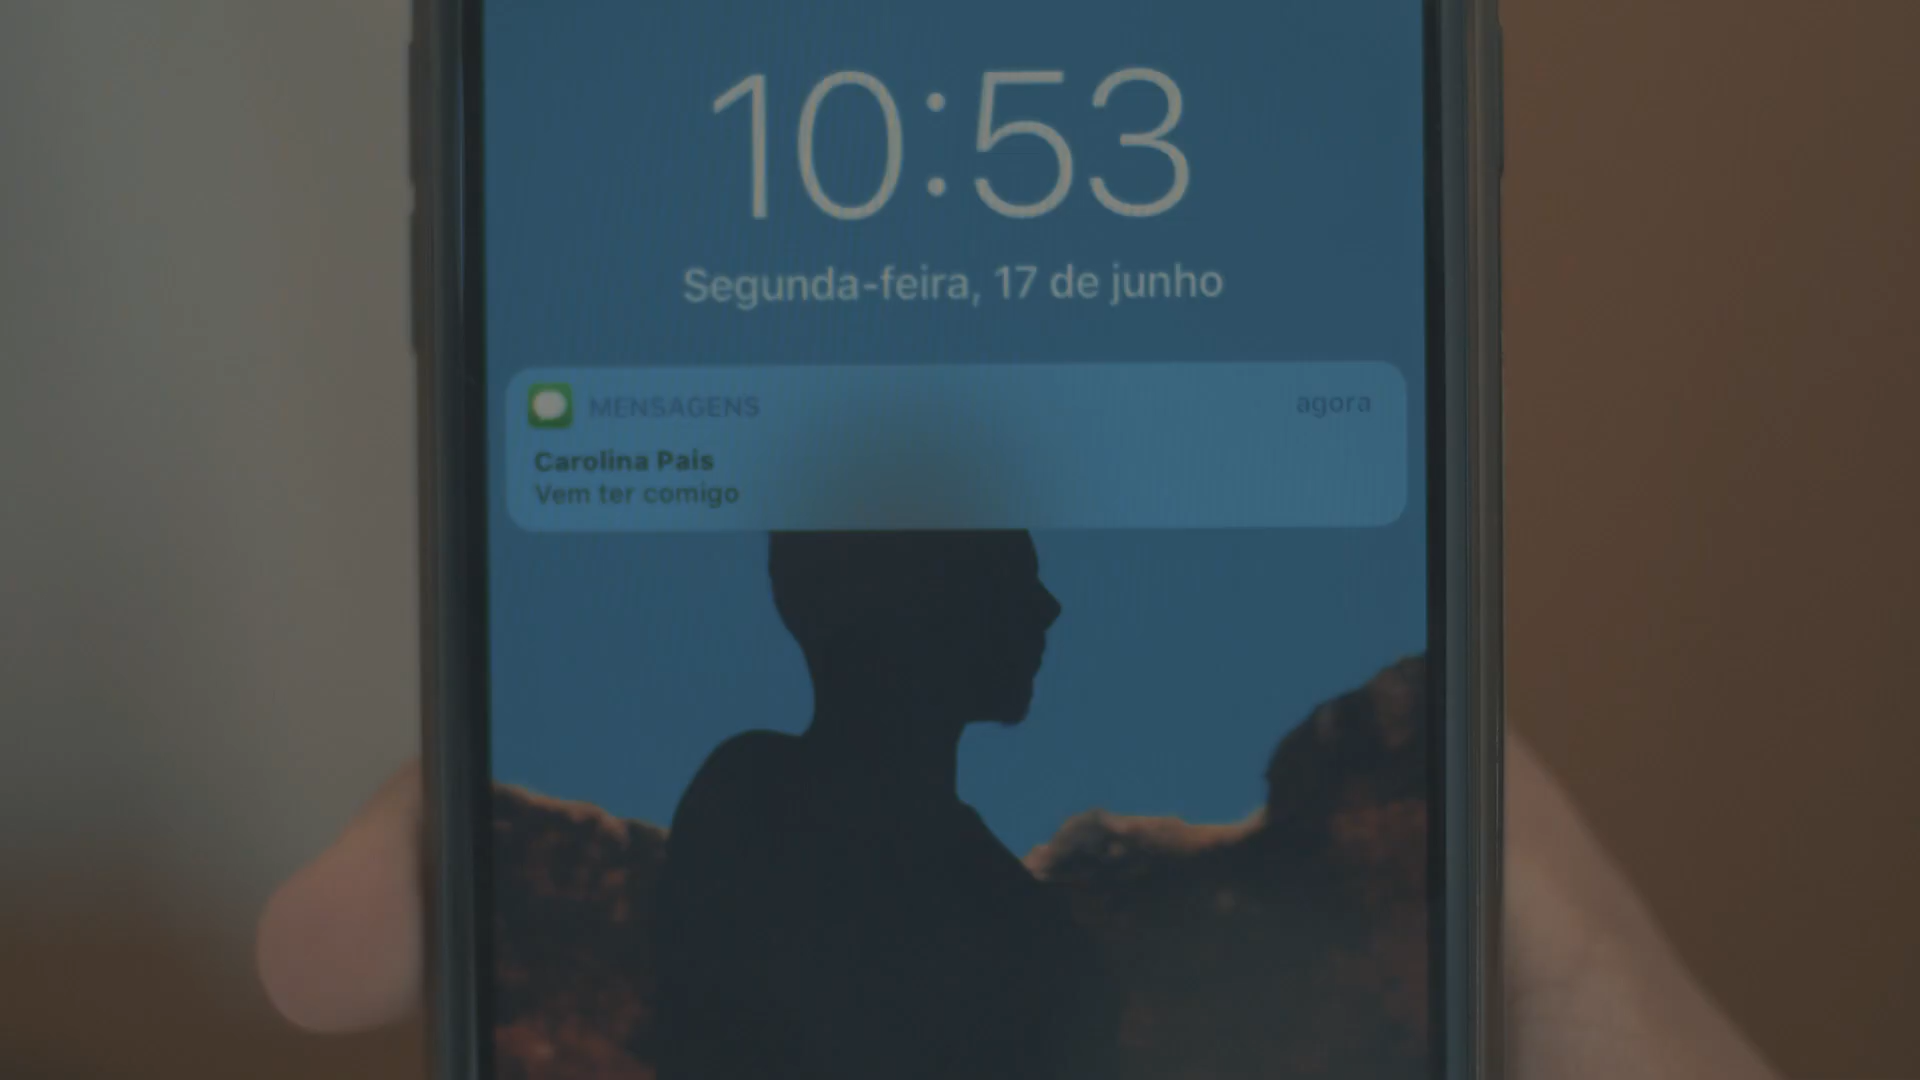 10:53
Segunda-feira, 17 de junho
MENSAGENS
agora
Carolina Pais
Vem ter comigo